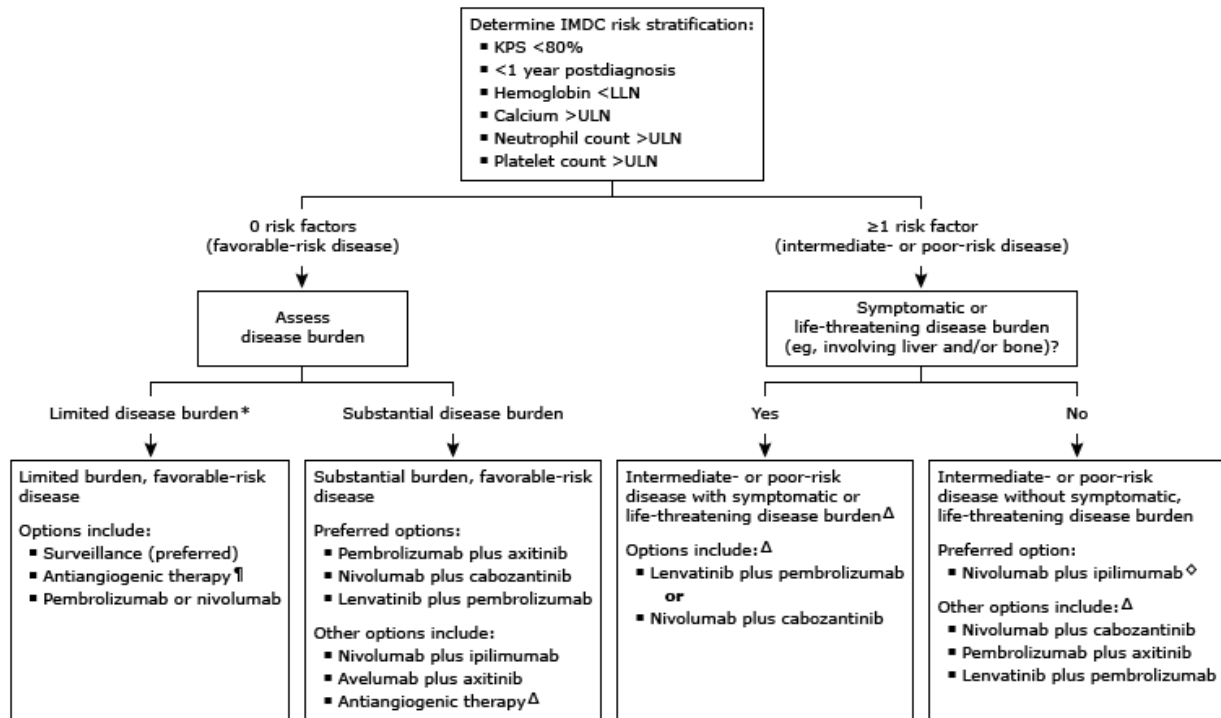 Determine IMDC risk stratification:
▪ KPS <80%
▪ <1 year postdiagnosis
▪ Hemoglobin <LLN
▪ Calcium >ULN
▪ Neutrophil count >ULN
▪ Platelet count >ULN
0 risk factors
(favorable-risk disease)
≥1 risk factor
(intermediate- or poor-risk disease)
Assess
disease burden
Symptomatic or
life-threatening disease burden
(eg, involving liver and/or bone)?
Limited disease burden*
Substantial disease burden
Yes
No
Limited burden, favorable-risk
disease
Options include:
▪ Surveillance (preferred)
▪ Antiangiogenic therapy¶
▪ Pembrolizumab or nivolumab
Substantial burden, favorable-risk
disease
Preferred options:
▪ Pembrolizumab plus axitinib
▪ Nivolumab plus cabozantinib
▪ Lenvatinib plus pembrolizumab
Other options include:
▪ Nivolumab plus ipilimumab
▪ Avelumab plus axitinib
▪ Antiangiogenic therapyΔ
Intermediate- or poor-risk
disease with symptomatic or
life-threatening disease burdenΔ
Options include:Δ
▪ Lenvatinib plus pembrolizumab
or
▪ Nivolumab plus cabozantinib
Intermediate- or poor-risk
disease without symptomatic,
life-threatening disease burden
Preferred option:
▪ Nivolumab plus ipilimumab◇
Other options include:Δ
▪ Nivolumab plus cabozantinib
▪ Pembrolizumab plus axitinib
▪ Lenvatinib plus pembrolizumab